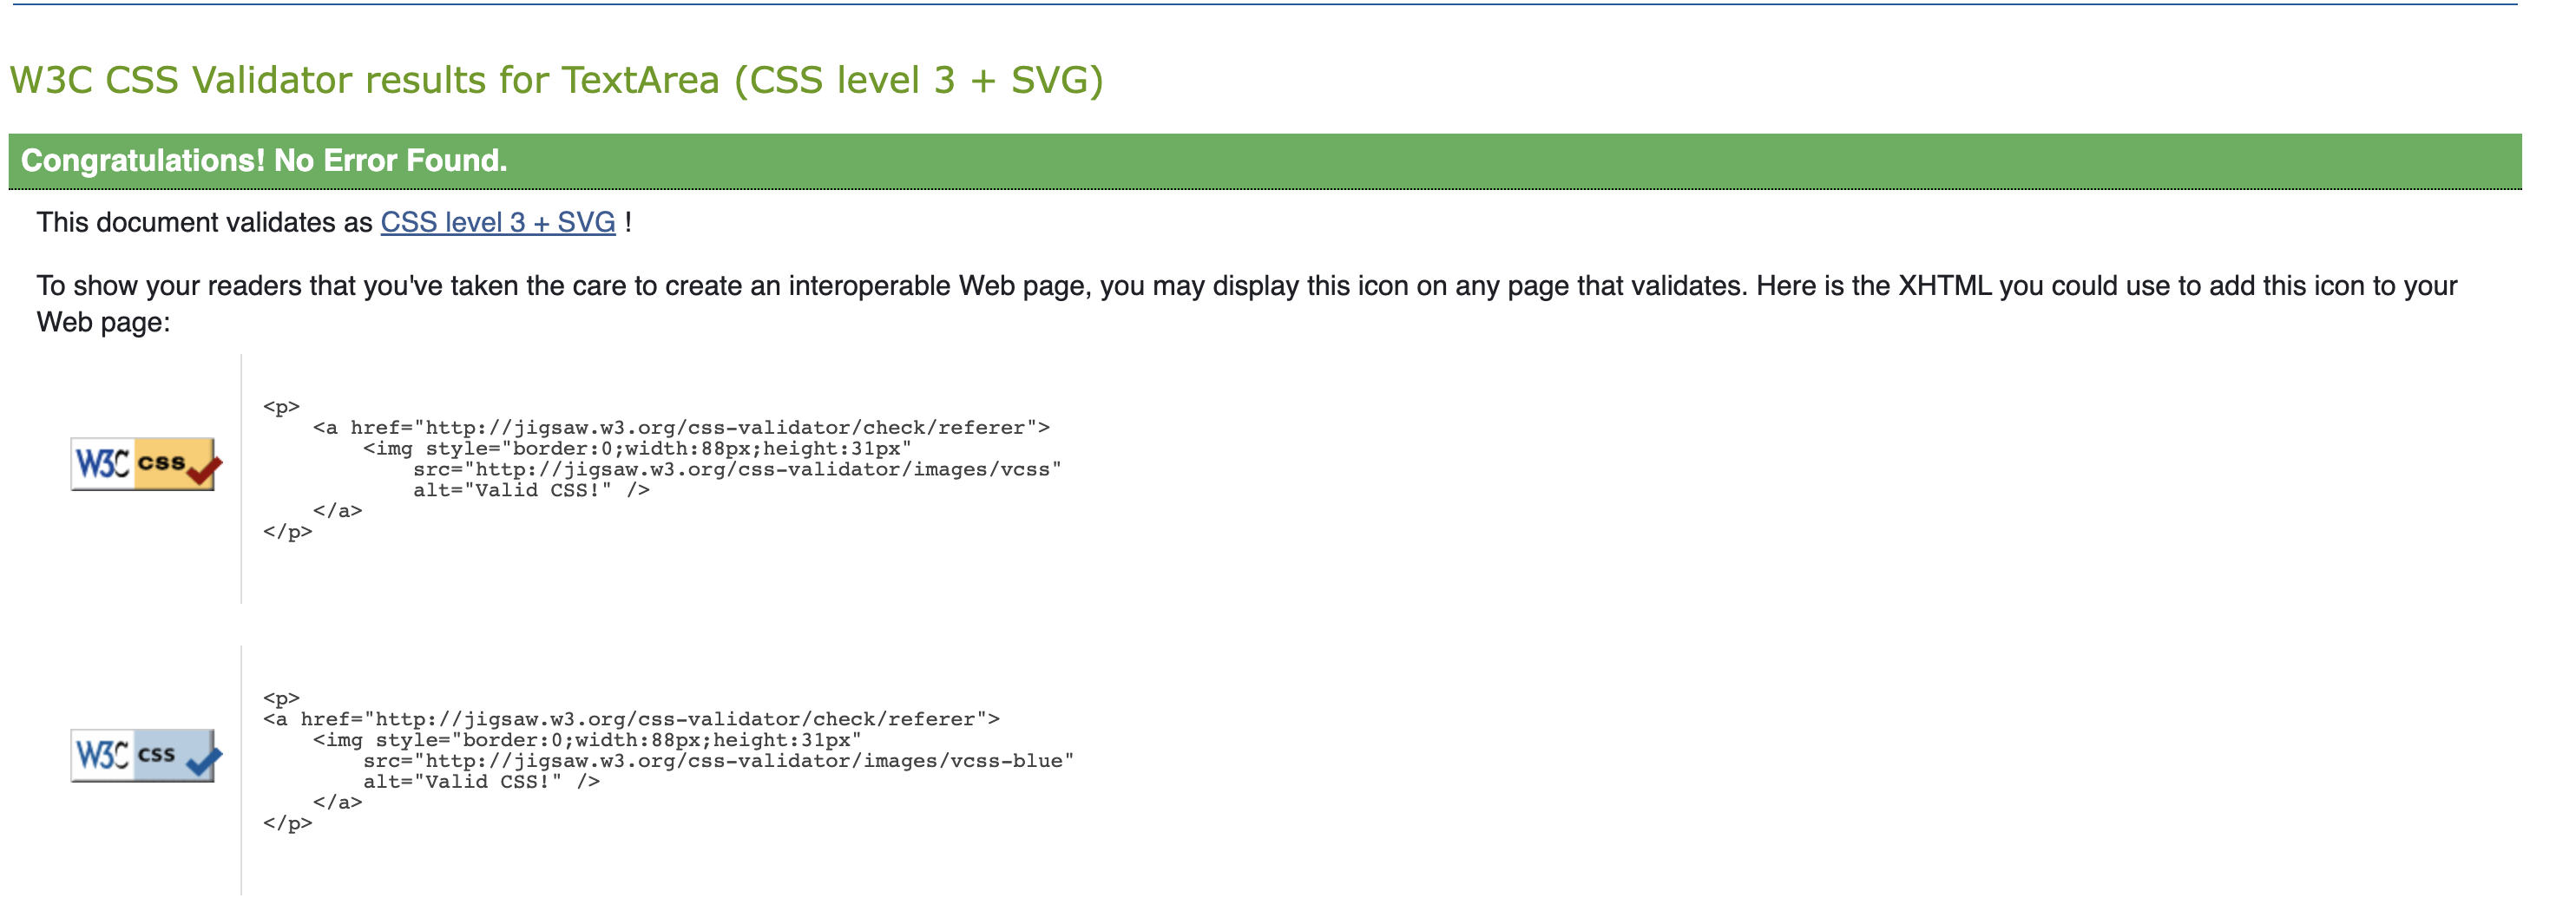 W3C CSS Validator results for TextArea (CSS level 3 + SVG)
Congratulations! No Error Found.
This document validates as CSS level 3 + SVG !
To show your readers that you've taken the care to create an interoperable Web page, you may display this icon on any page that validates. Here is the XHTML you could use to add this icon to your
Web page:
W3C css
<p>
    <a href="http://jigsaw.w3.org/css-validator/check/referer">
        <img style="border:0;width:88px;height:31px"
            src="http://jigsaw.w3.org/css-validator/images/vcss"
            alt="Valid CSS!" />
    </a>
</p>
W3C css
<p>
<a href="http://jigsaw.w3.org/css-validator/check/referer">
    <img style="border:0;width:88px;height:31px"
        src="http://jigsaw.w3.org/css-validator/images/vcss-blue"
        alt="Valid CSS!" />
    </a>
</p>